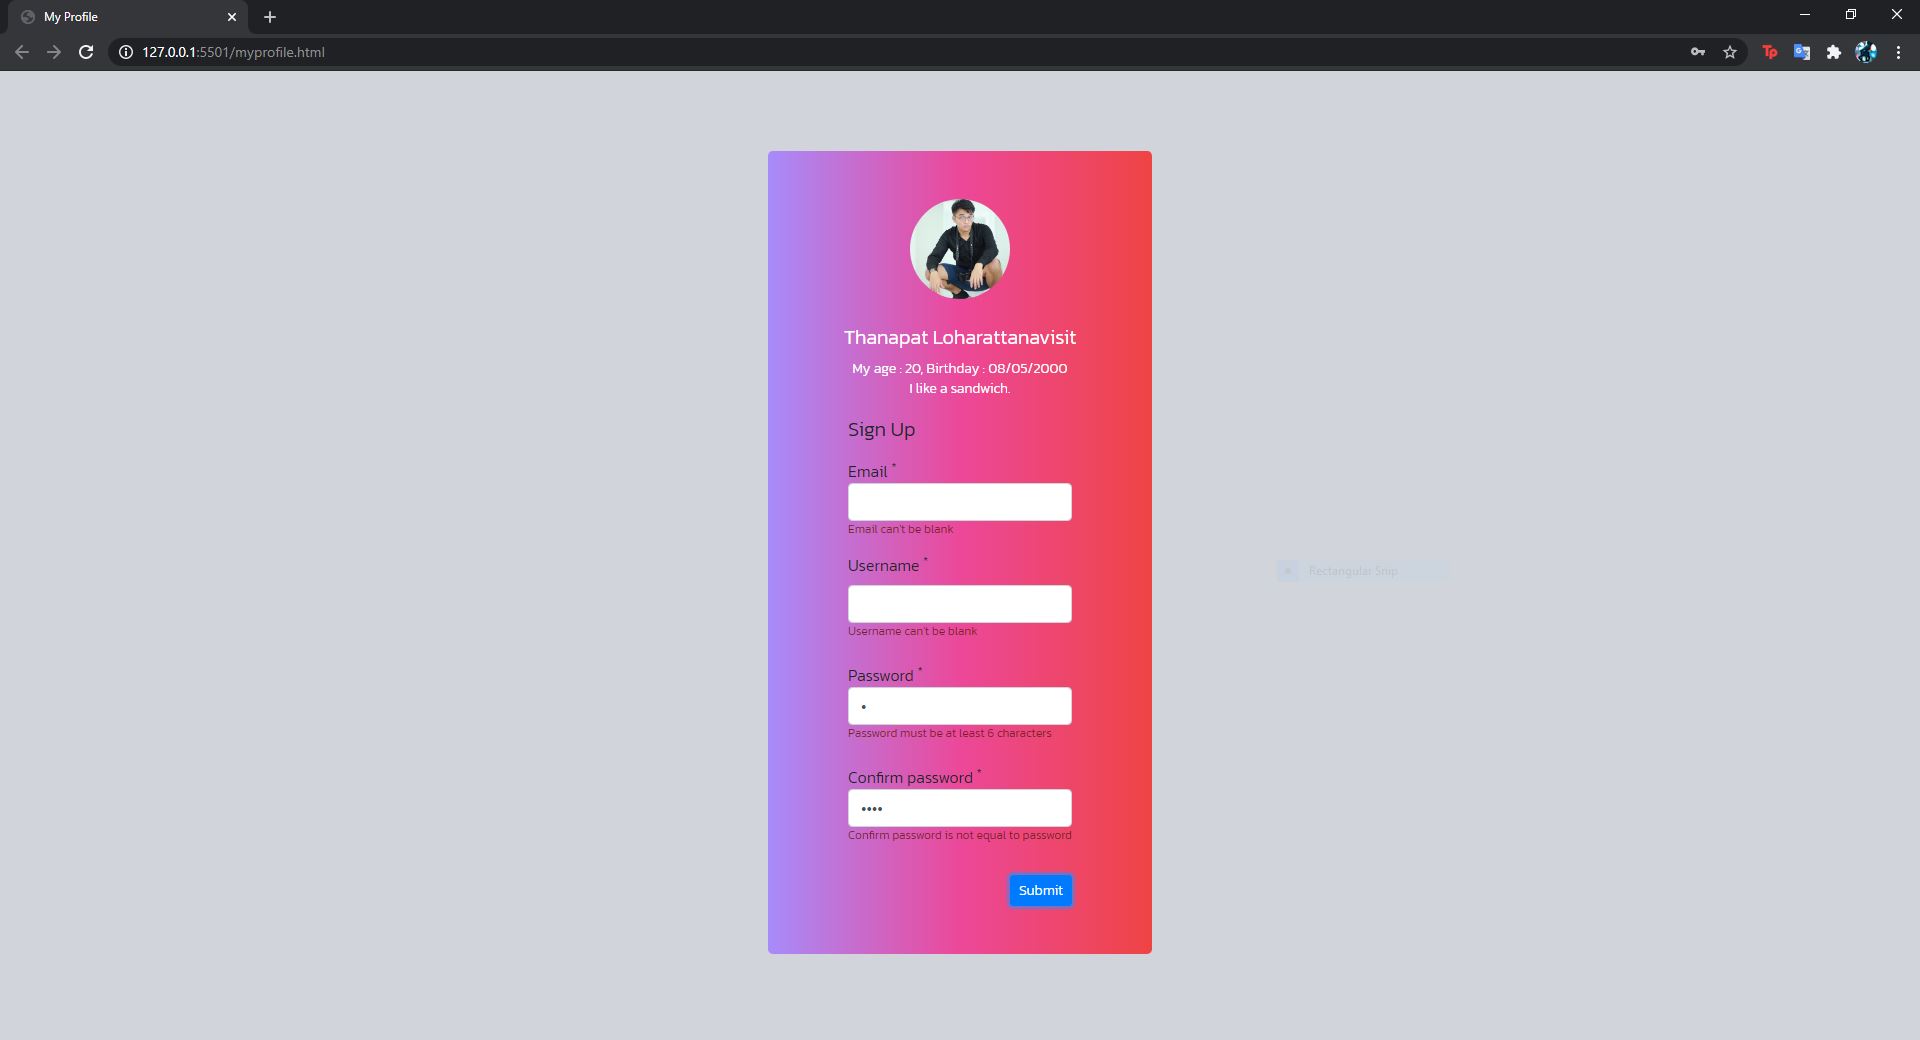 My Profile
127.0.0.1:5501/myprofile.html
Tp
Thanapat Loharattanavisit
My age : 20, Birthday : 08/05/2000
I like a sandwich.
Sign Up
Email *
Email can't be blank
Username *
Username can't be blank
Rectangular Snip
Password *
•
Password must be at least 6 characters
Confirm password *
••••
Confirm password is not equal to password
Submit